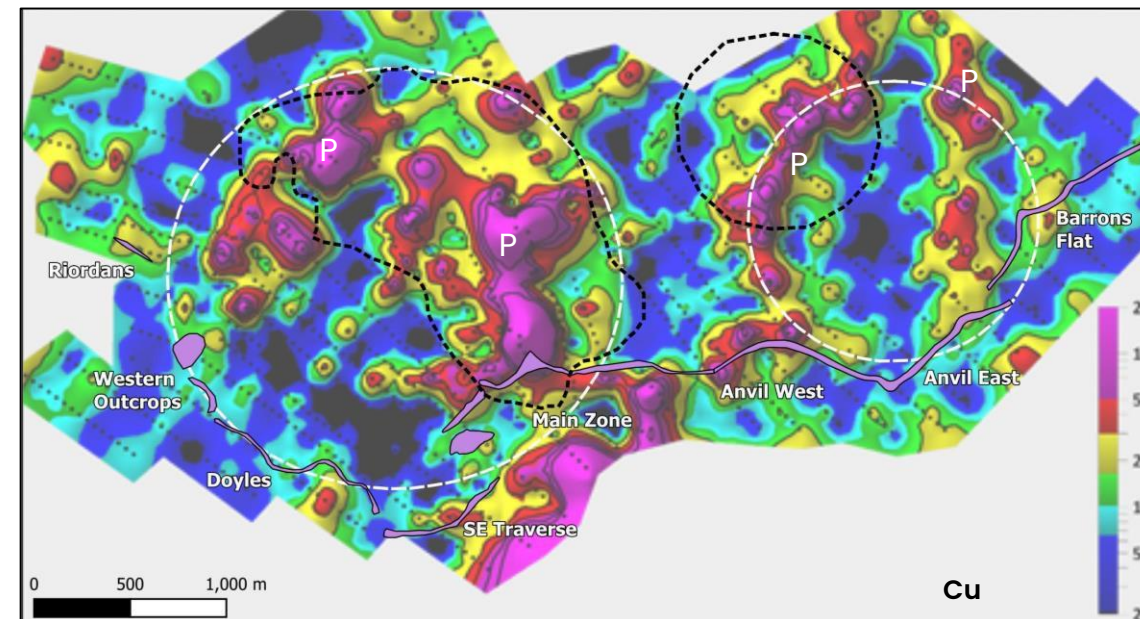 P
P
P
P
Barrons
Flat
Riordans
Western
Outcrops
Anvil East
Anvil West
Main Zone
Doyles
SE Traverse
0 500 1,000 m
Cu